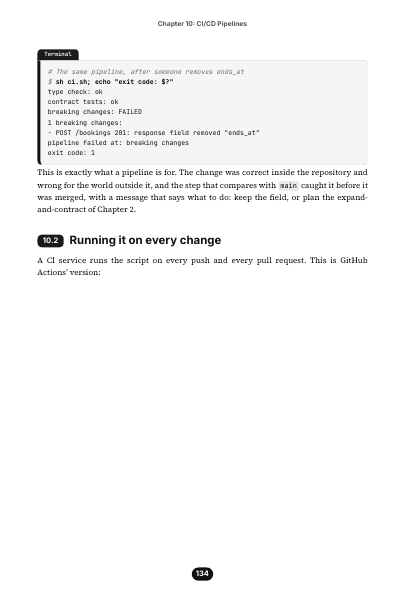 Chapter 10: CI/CD Pipelines
Terminal
# The same pipeline, after someone removes ends_at
$ sh ci.sh; echo "exit code: $?"
type check: ok
contract tests: ok
breaking changes: FAILED
1 breaking changes:
- POST /bookings 201: response field removed "ends_at"
pipeline failed at: breaking changes
exit code: 1
This is exactly what a pipeline is for. The change was correct inside the repository and
wrong for the world outside it, and the step that compares with main caught it before it
was merged, with a message that says what to do: keep the field, or plan the expand-
and-contract of Chapter 2.
10.2 Running it on every change
A CI service runs the script on every push and every pull request. This is GitHub
Actions' version:
134